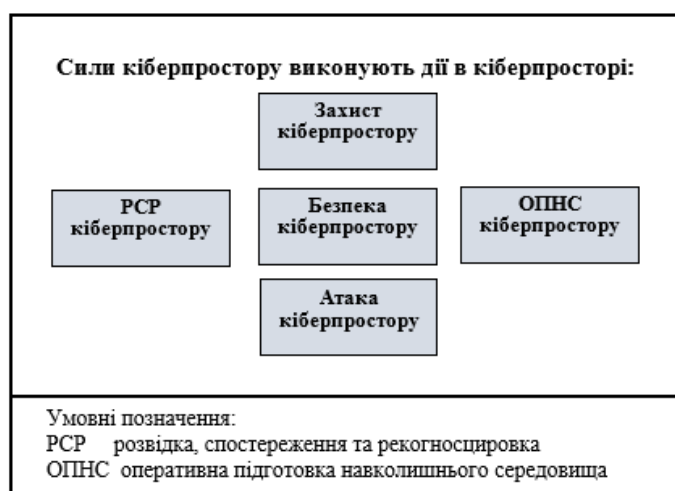 Сили кіберпростору виконують дії в кіберпросторі:
Захист
кіберпростору
РСР
кіберпростору
Безпека
кіберпростору
ОПНС
кіберпростору
Атака
кіберпростору
Умовні позначення:
РСР розвідка, спостереження та рекогносцировка
ОПНС оперативна підготовка навколишнього середовища